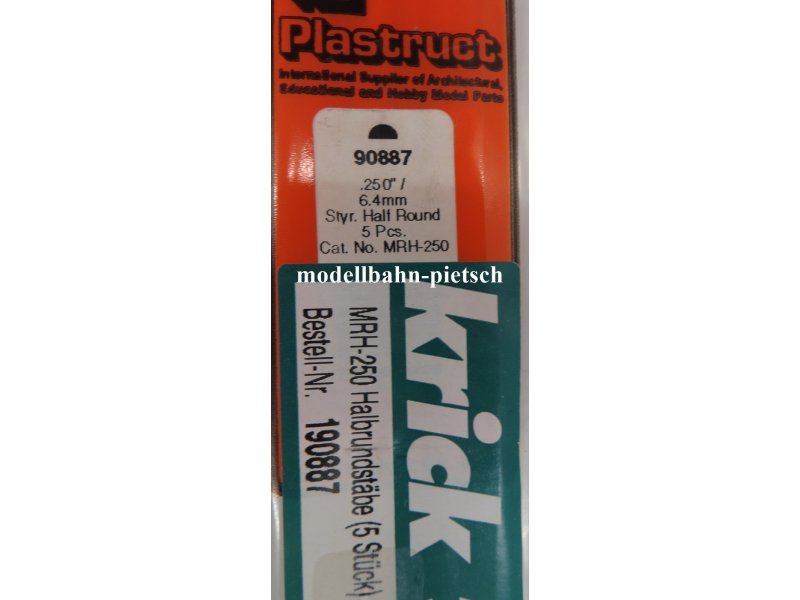 Plastruct
International Supplier of Architectural,
Educational and Hobby Model Parts
90887
.250" /
6.4mm
Styr. Half Round
5 Pcs.
Cat. No. MRH-250
modellbahn-pietsch
krick
MRH-250 Halbrundstäbe (5 Stück)
Bestell-Nr. 190887